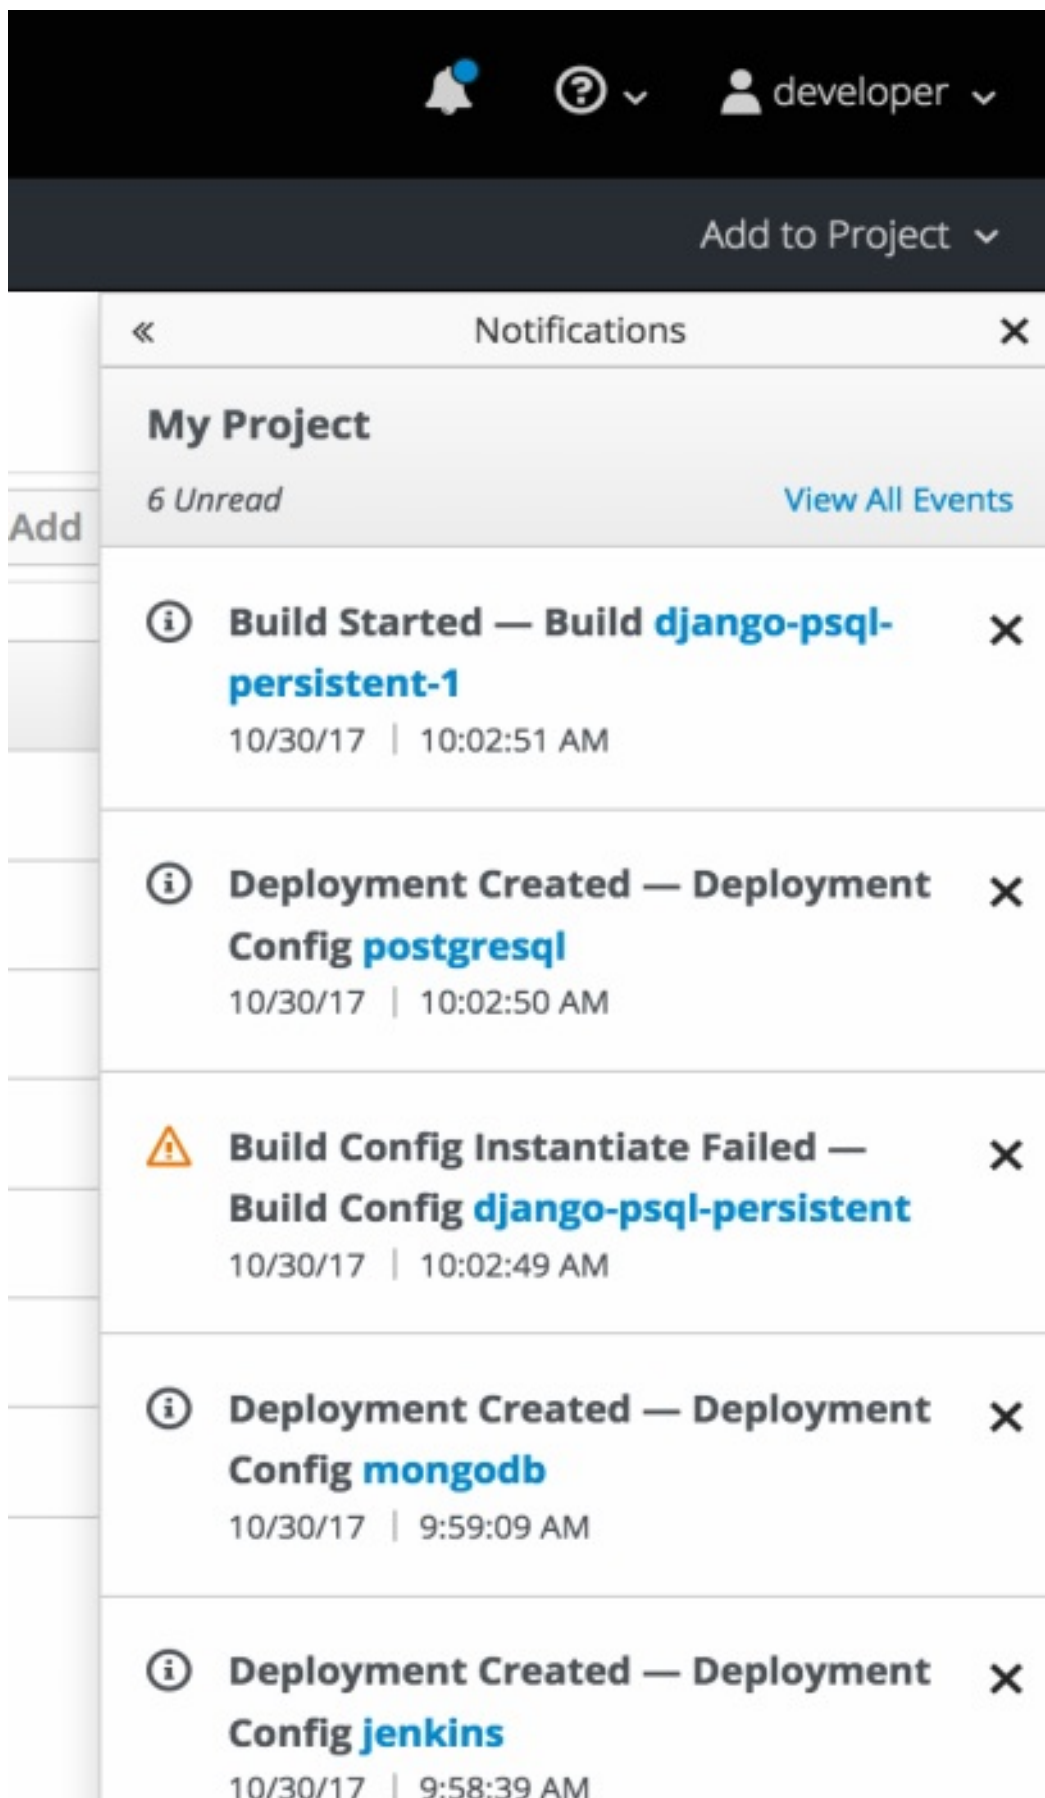 developer
Add to Project
« Notifications ×
My Project
6 Unread View All Events
Add
Build Started — Build django-psql-
persistent-1
10/30/17 | 10:02:51 AM
Deployment Created — Deployment
Config postgresql
10/30/17 | 10:02:50 AM
Build Config Instantiate Failed —
Build Config django-psql-persistent
10/30/17 | 10:02:49 AM
Deployment Created — Deployment
Config mongodb
10/30/17 | 9:59:09 AM
Deployment Created — Deployment
Config jenkins
10/30/17 | 9:58:39 AM